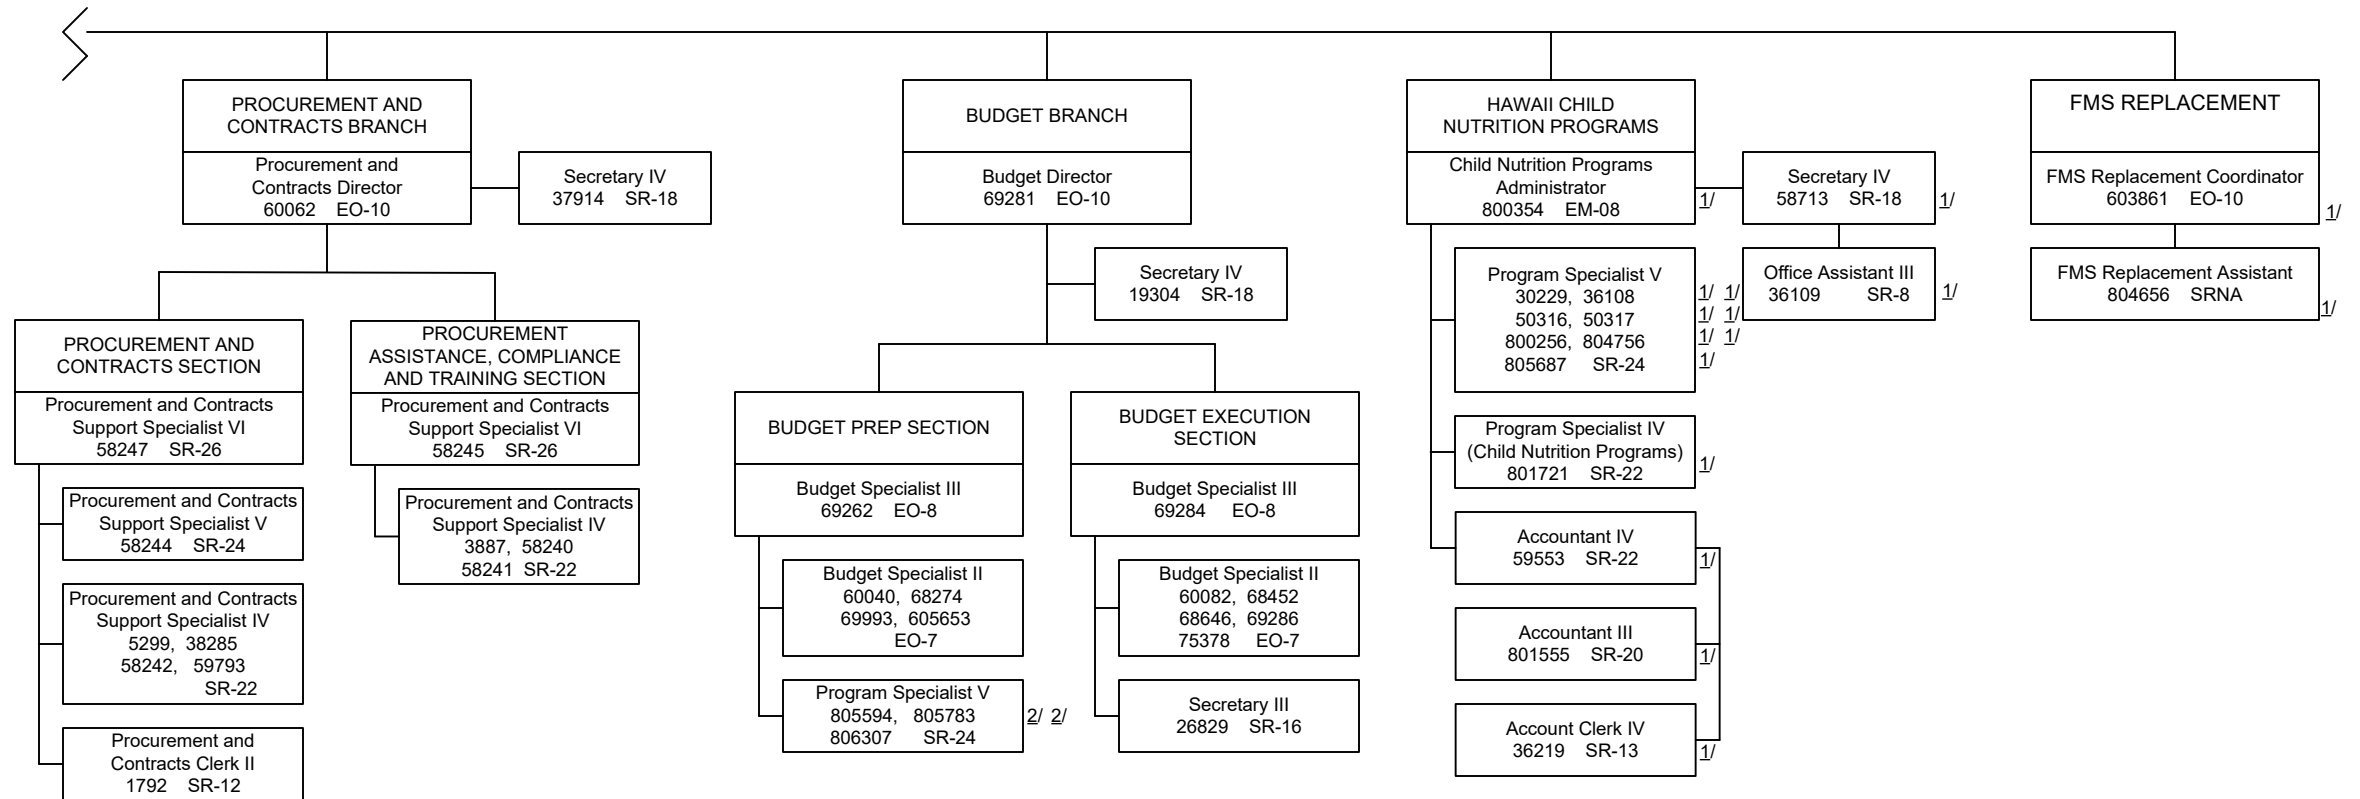 PROCUREMENT AND
CONTRACTS BRANCH
Procurement and
Contracts Director
60062 EO-10
Secretary IV
37914 SR-18
PROCUREMENT AND
CONTRACTS SECTION
Procurement and Contracts
Support Specialist VI
58247 SR-26
Procurement and Contracts
Support Specialist V
58244 SR-24
Procurement and Contracts
Support Specialist IV
5299, 38285
58242, 59793
SR-22
Procurement and
Contracts Clerk II
1792 SR-12
PROCUREMENT
ASSISTANCE, COMPLIANCE
AND TRAINING SECTION
Procurement and Contracts
Support Specialist VI
58245 SR-26
Procurement and Contracts
Support Specialist IV
3887, 58240
58241 SR-22
BUDGET BRANCH
Budget Director
69281 EO-10
Secretary IV
19304 SR-18
BUDGET PREP SECTION
Budget Specialist III
69262 EO-8
Budget Specialist II
60040, 68274
69993, 605653
EO-7
Program Specialist V
805594, 805783 2/ 2/
806307 SR-24
BUDGET EXECUTION
SECTION
Budget Specialist III
69284 EO-8
Budget Specialist II
60082, 68452
68646, 69286
75378 EO-7
Secretary III
26829 SR-16
HAWAII CHILD
NUTRITION PROGRAMS
Child Nutrition Programs
Administrator
800354 EM-08 1/
Secretary IV
58713 SR-18 1/
Office Assistant III
36109 SR-8 1/
Program Specialist V
30229, 36108 1/ 1/
50316, 50317 1/ 1/
800256, 804756 1/ 1/
805687 SR-24 1/
Program Specialist IV
(Child Nutrition Programs)
801721 SR-22 1/
Accountant IV
59553 SR-22 1/
Accountant III
801555 SR-20 1/
Account Clerk IV
36219 SR-13 1/
FMS REPLACEMENT
FMS Replacement Coordinator
603861 EO-10 1/
FMS Replacement Assistant
804656 SRNA 1/